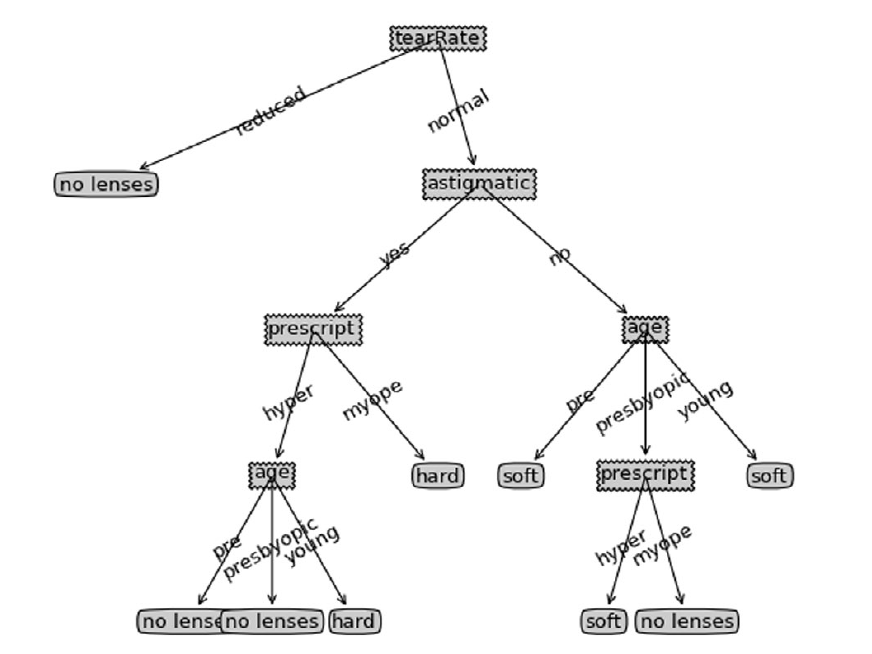 tearRate
reduced
normal
no lenses
astigmatic
yes
no
prescript
age
hyper
myope
pre
presbyopic
young
age
hard
soft
prescript
soft
pre
presbyopic
young
hyper
myope
no lense
no lenses
hard
soft
no lenses